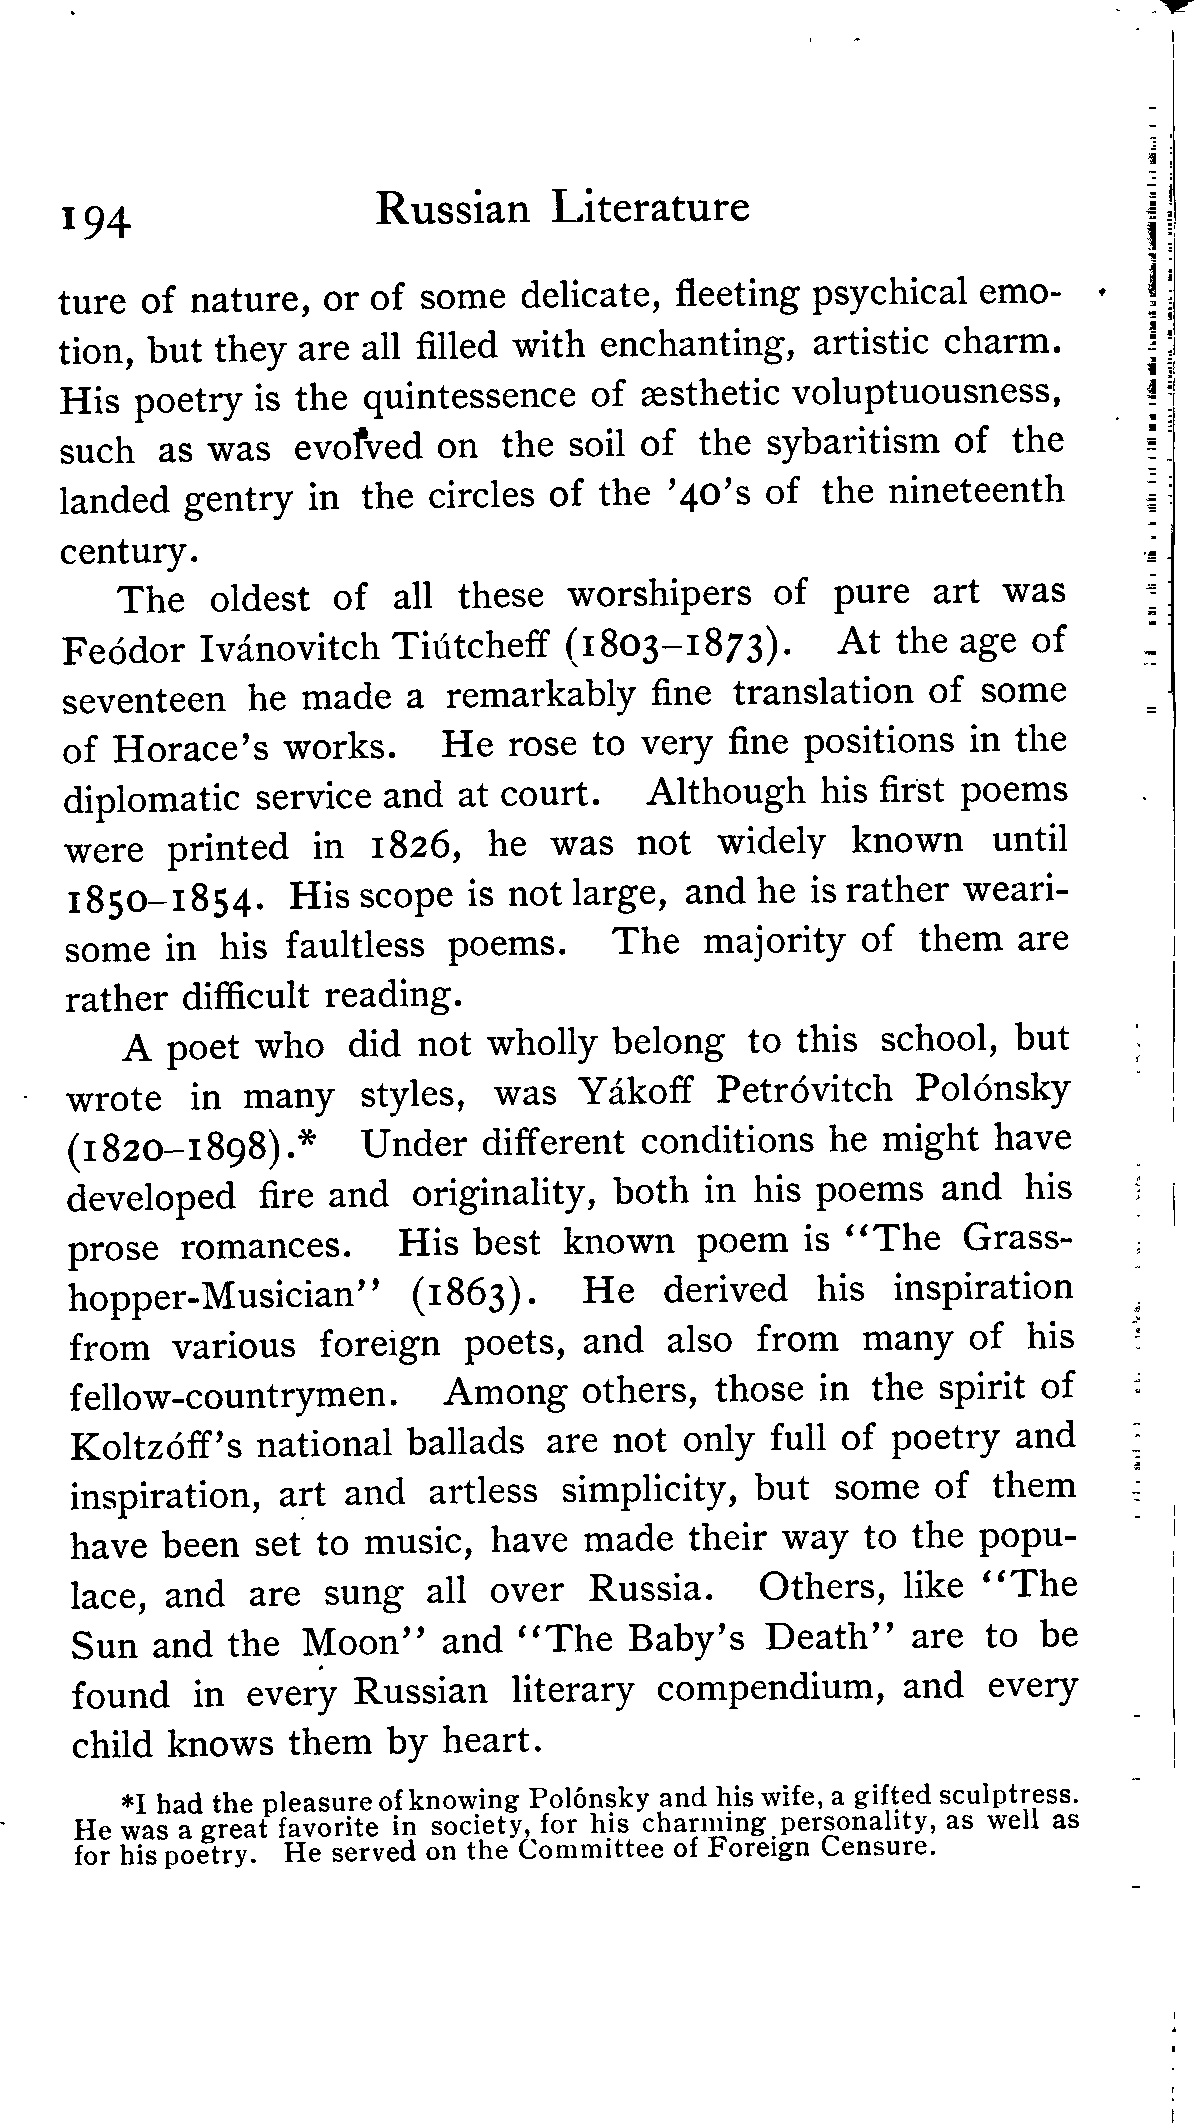 194 Russian Literature
ture of nature, or of some delicate, fleeting psychical emo-
tion, but they are all filled with enchanting, artistic charm.
His poetry is the quintessence of æsthetic voluptuousness,
such as was evolved on the soil of the sybaritism of the
landed gentry in the circles of the ’40’s of the nineteenth
century.
The oldest of all these worshipers of pure art was
Feódor Ivánovitch Tiútcheff (1803–1873). At the age of
seventeen he made a remarkably fine translation of some
of Horace’s works. He rose to very fine positions in the
diplomatic service and at court. Although his first poems
were printed in 1826, he was not widely known until
1850–1854. His scope is not large, and he is rather weari-
some in his faultless poems. The majority of them are
rather difficult reading.
A poet who did not wholly belong to this school, but
wrote in many styles, was Yákoff Petróvitch Polónsky
(1820–1898).* Under different conditions he might have
developed fire and originality, both in his poems and his
prose romances. His best known poem is “The Grass-
hopper-Musician” (1863). He derived his inspiration
from various foreign poets, and also from many of his
fellow-countrymen. Among others, those in the spirit of
Koltzóff’s national ballads are not only full of poetry and
inspiration, art and artless simplicity, but some of them
have been set to music, have made their way to the popu-
lace, and are sung all over Russia. Others, like “The
Sun and the Moon” and “The Baby’s Death” are to be
found in every Russian literary compendium, and every
child knows them by heart.
*I had the pleasure of knowing Polónsky and his wife, a gifted sculptress.
He was a great favorite in society, for his charming personality, as well as
for his poetry. He served on the Committee of Foreign Censure.